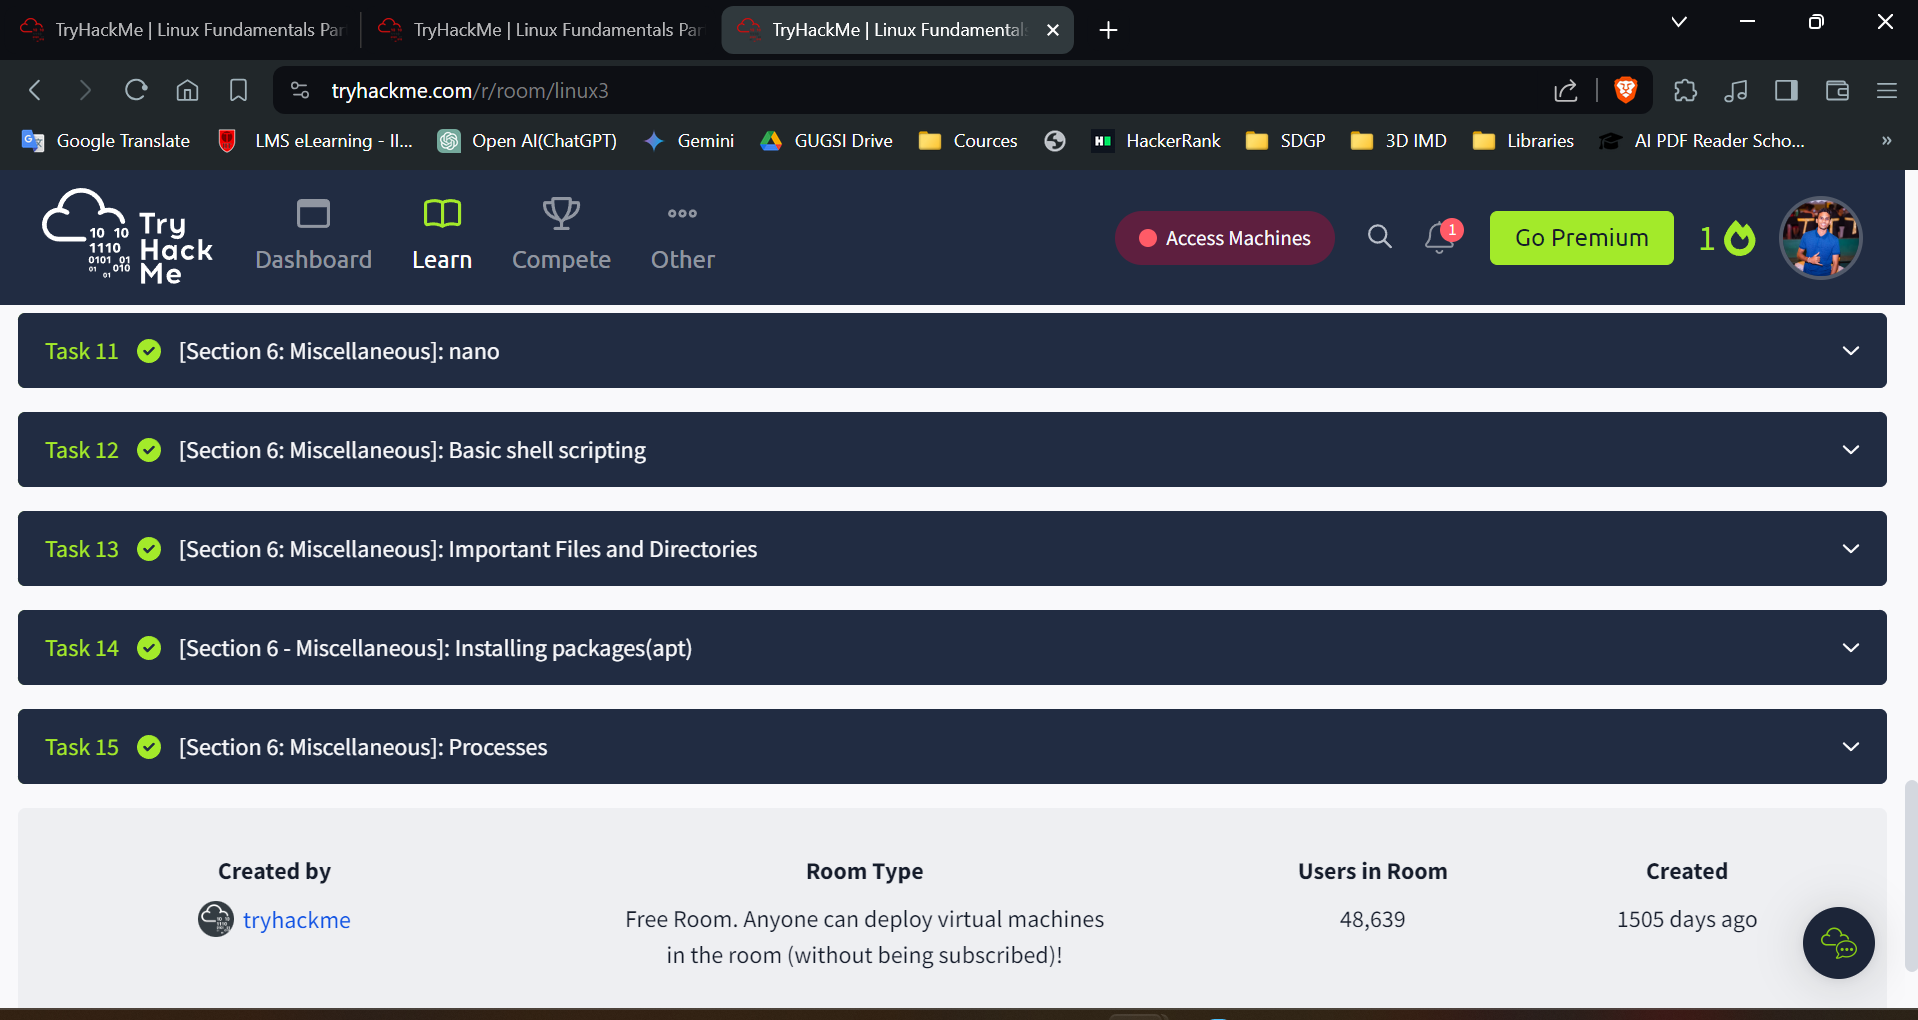 TryHackMe | Linux Fundamentals Par
TryHackMe | Linux Fundamentals Par
TryHackMe | Linux Fundamentals
tryhackme.com/r/room/linux3
Google Translate
LMS eLearning - II...
Open AI(ChatGPT)
Gemini
GUGSI Drive
Cources
HackerRank
SDGP
3D IMD
Libraries
AI PDF Reader Scho...
»
Try Hack Me
Dashboard
Learn
Compete
Other
Access Machines
1
Go Premium
1
Task 11 [Section 6: Miscellaneous]: nano
Task 12 [Section 6: Miscellaneous]: Basic shell scripting
Task 13 [Section 6: Miscellaneous]: Important Files and Directories
Task 14 [Section 6 - Miscellaneous]: Installing packages(apt)
Task 15 [Section 6: Miscellaneous]: Processes
Created by
tryhackme
Room Type
Free Room. Anyone can deploy virtual machines
in the room (without being subscribed)!
Users in Room
48,639
Created
1505 days ago